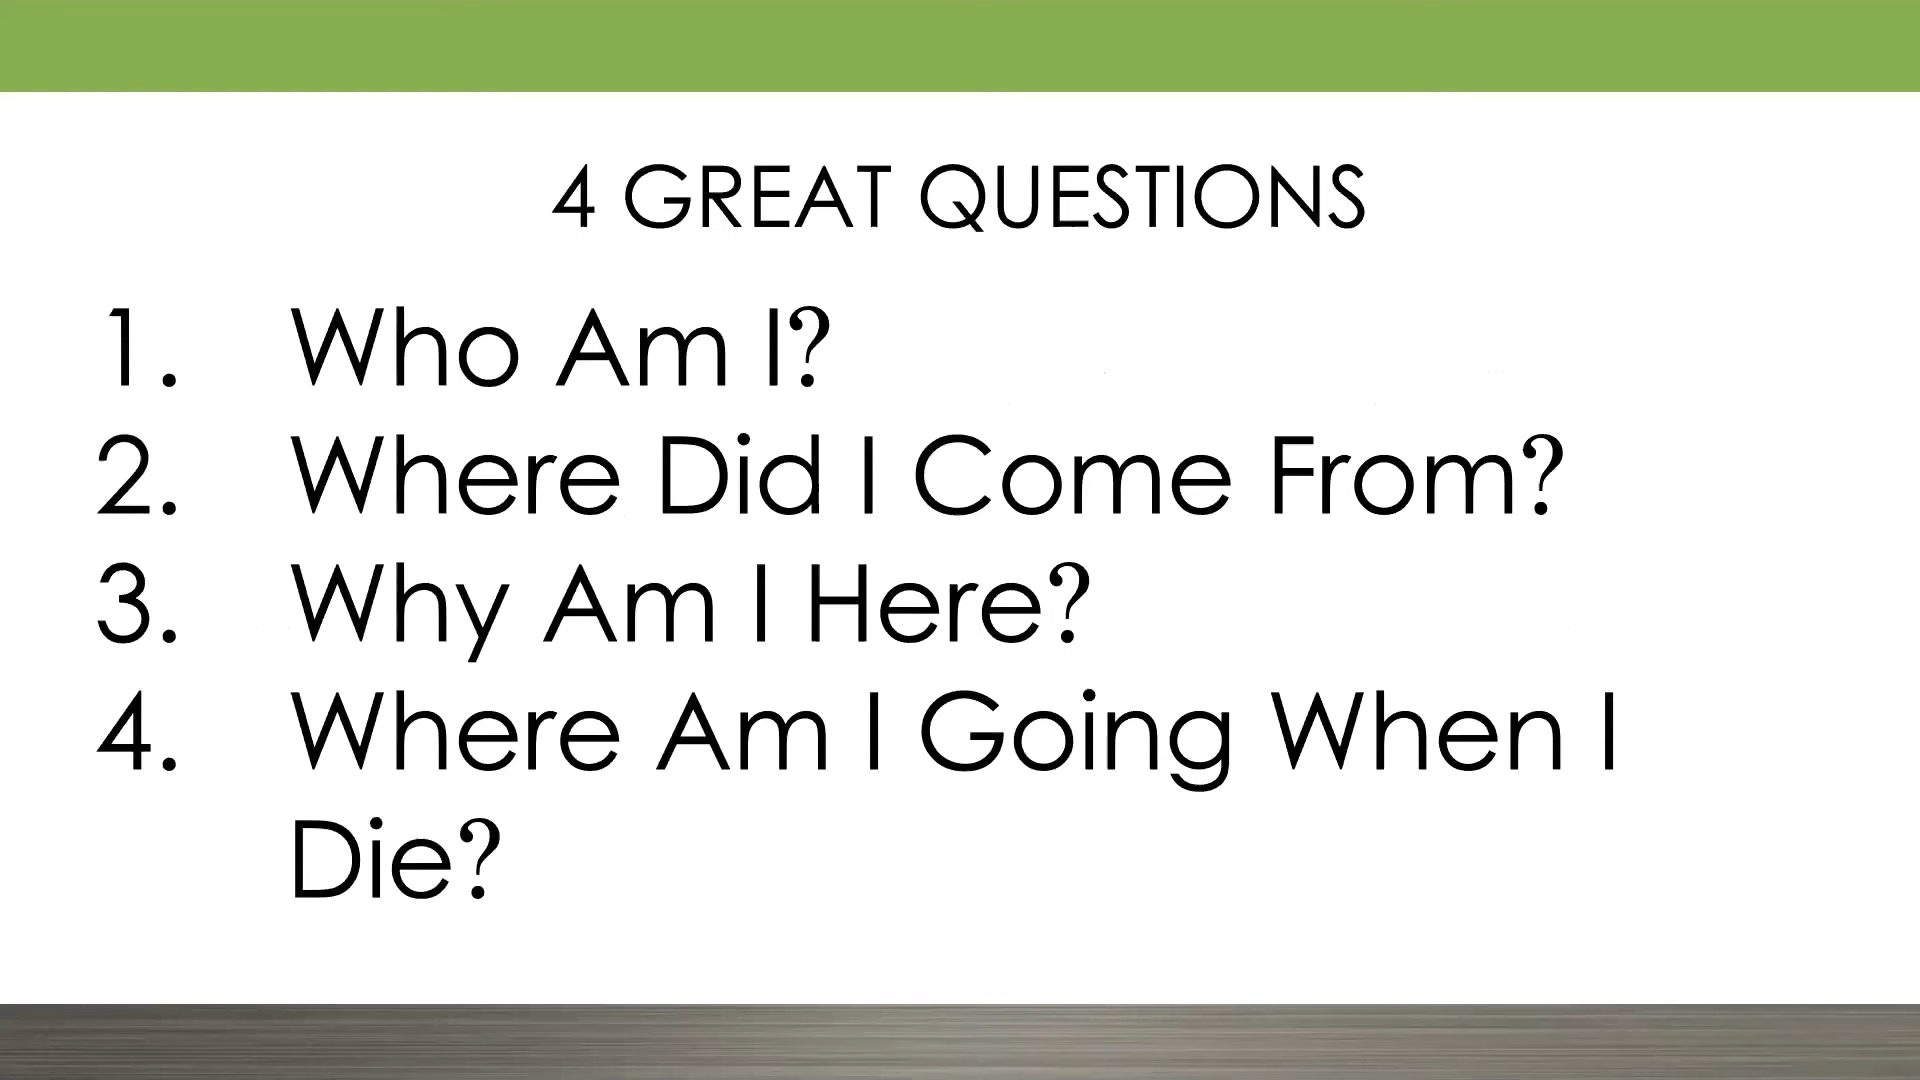 4 GREAT QUESTIONS
1. Who Am I?
2. Where Did I Come From?
3. Why Am I Here?
4. Where Am I Going When I
Die?